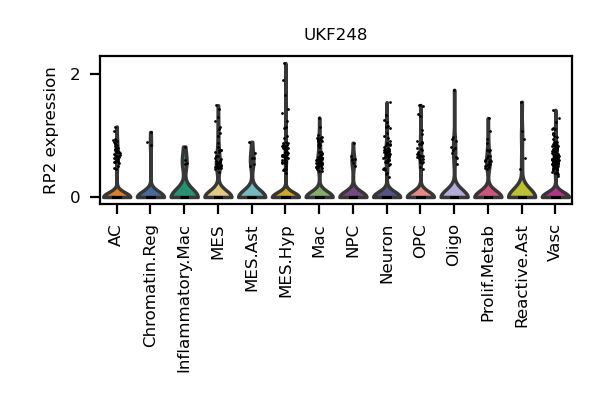 UKF248
RP2 expression
2
0
AC
Chromatin.Reg
Inflammatory.Mac
MES
MES.Ast
MES.Hyp
Mac
NPC
Neuron
OPC
Oligo
Prolif.Metab
Reactive.Ast
Vasc